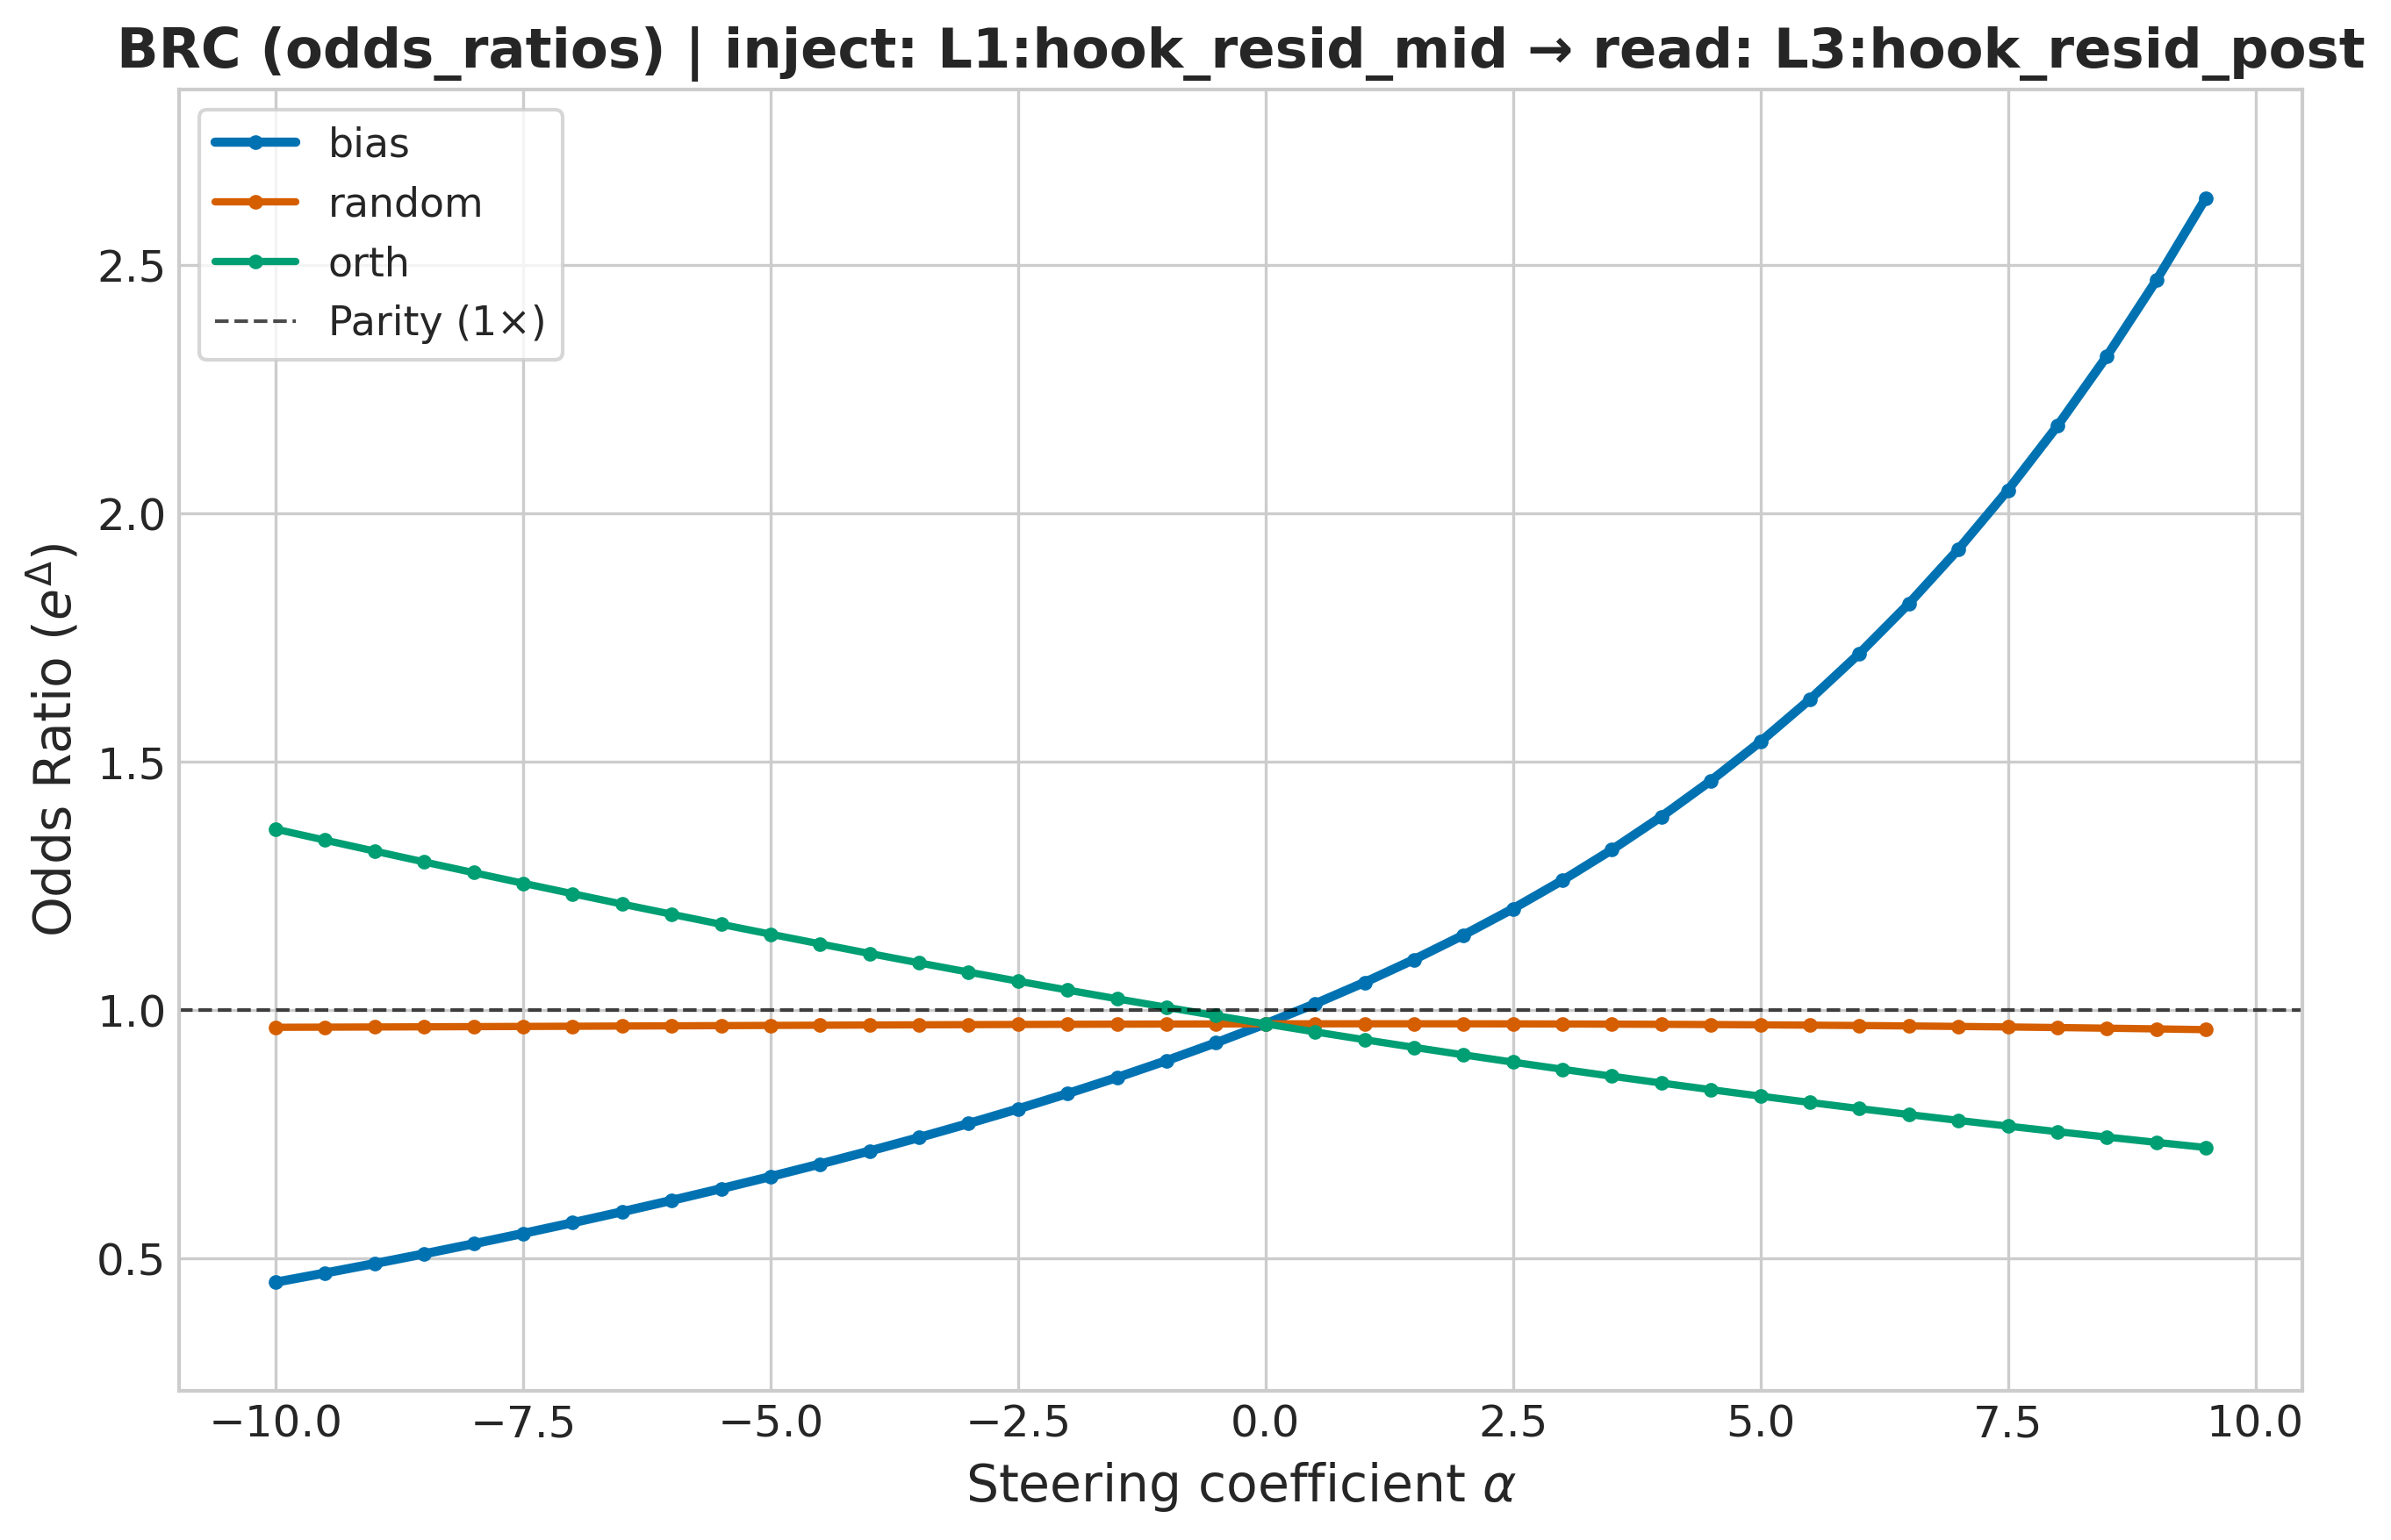 BRC (odds_ratios) | inject: L1:hook_resid_mid → read: L3:hook_resid_post
bias
random
orth
Parity (1×)
Odds Ratio (e^Δ)
2.5
2.0
1.5
1.0
0.5
−10.0 −7.5 −5.0 −2.5 0.0 2.5 5.0 7.5 10.0
Steering coefficient α